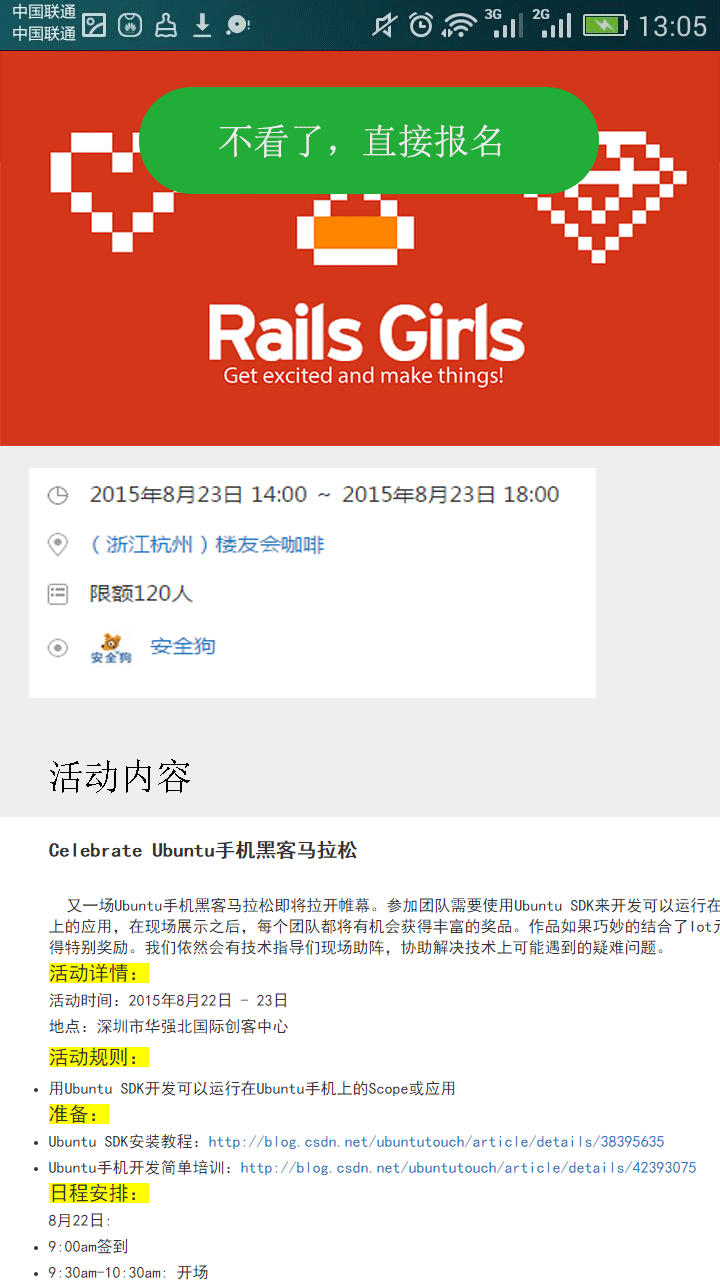 中国联通
中国联通
3G
2G
13:05
不看了，直接报名
Rails Girls
Get excited and make things!
2015年8月23日 14:00 ~ 2015年8月23日 18:00
（浙江杭州）楼友会咖啡
限额120人
安全狗 安全狗
活动内容
Celebrate Ubuntu手机黑客马拉松
又一场Ubuntu手机黑客马拉松即将拉开帷幕。参加团队需要使用Ubuntu SDK来开发可以运行在
上的应用，在现场展示之后，每个团队都将有机会获得丰富的奖品。作品如果巧妙的结合了lot元
得特别奖励。我们依然会有技术指导们现场助阵，协助解决技术上可能遇到的疑难问题。
活动详情：
活动时间：2015年8月22日 - 23日
地点：深圳市华强北国际创客中心
活动规则：
用Ubuntu SDK开发可以运行在Ubuntu手机上的Scope或应用
准备：
Ubuntu SDK安装教程：http://blog.csdn.net/ubuntutouch/article/details/38395635
Ubuntu手机开发简单培训：http://blog.csdn.net/ubuntutouch/article/details/42393075
日程安排：
8月22日:
9:00am签到
9:30am-10:30am: 开场